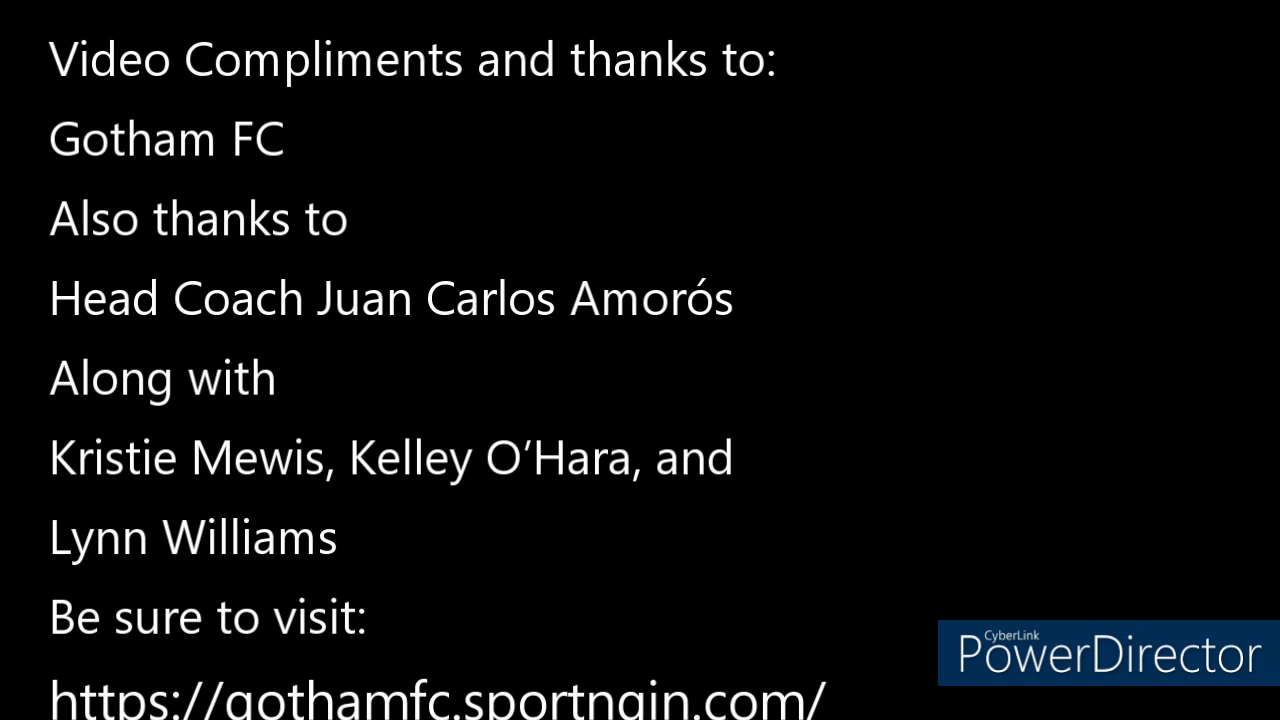 Video Compliments and thanks to:
Gotham FC
Also thanks to
Head Coach Juan Carlos Amorós
Along with
Kristie Mewis, Kelley O’Hara, and
Lynn Williams
Be sure to visit:
https://gothamfc.sportngin.com/
CyberLink
PowerDirector